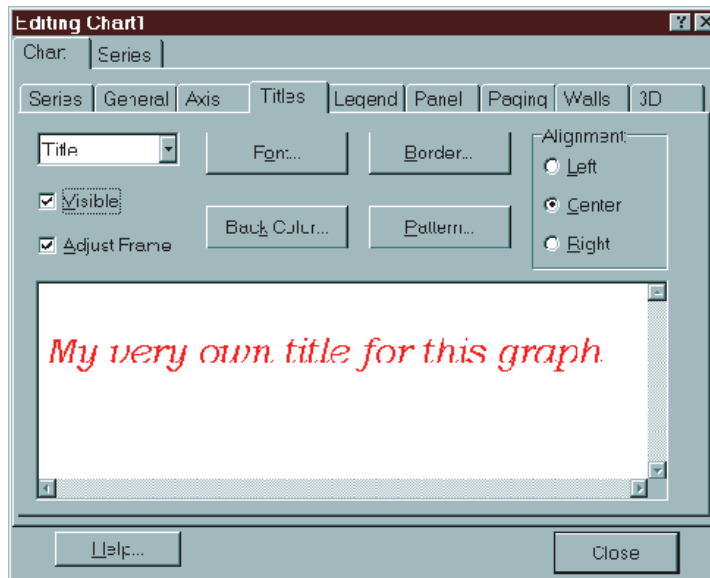 Editing Chart1
Chart Series
Series General Axis Titles Legend Panel Paging Walls 3D
Title Font... Border... Alignment:
Left
Visible Center
Back Color... Pattern...
Adjust Frame Right
My very own title for this graph
Help... Close